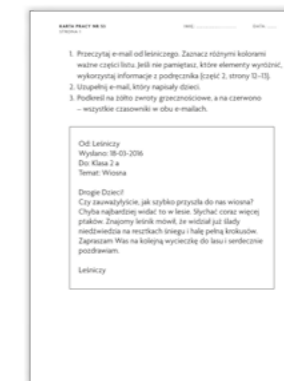 KARTA PRACY NR 35
STRONA 1
IMIĘ
DATA
1. Przeczytaj e-mail od leśniczego. Zaznacz różnymi kolorami
ważne części listu. Jeśli nie pamiętasz, które elementy wyróżnić,
wykorzystaj informacje z podręcznika (część 2, strony 12–13).
2. Uzupełnij e-mail, który napisały dzieci.
3. Podkreśl na żółto zwroty grzecznościowe, a na czerwono
– wszystkie czasowniki w obu e-mailach.
Od: Leśniczy
Wysłano: 18-03-2016
Do: Klasa 2 a
Temat: Wiosna
Drogie Dzieci!
Czy zauważyłyście, jak szybko przyszła do nas wiosna?
Chyba najbardziej widać to w lesie. Słychać coraz więcej
ptaków. Znajomy leśnik mówił, że widział już ślady
niedźwiedzia na resztkach śniegu i halę pełną krokusów.
Zapraszam Was na kolejną wycieczkę do lasu i serdecznie
pozdrawiam.
Leśniczy